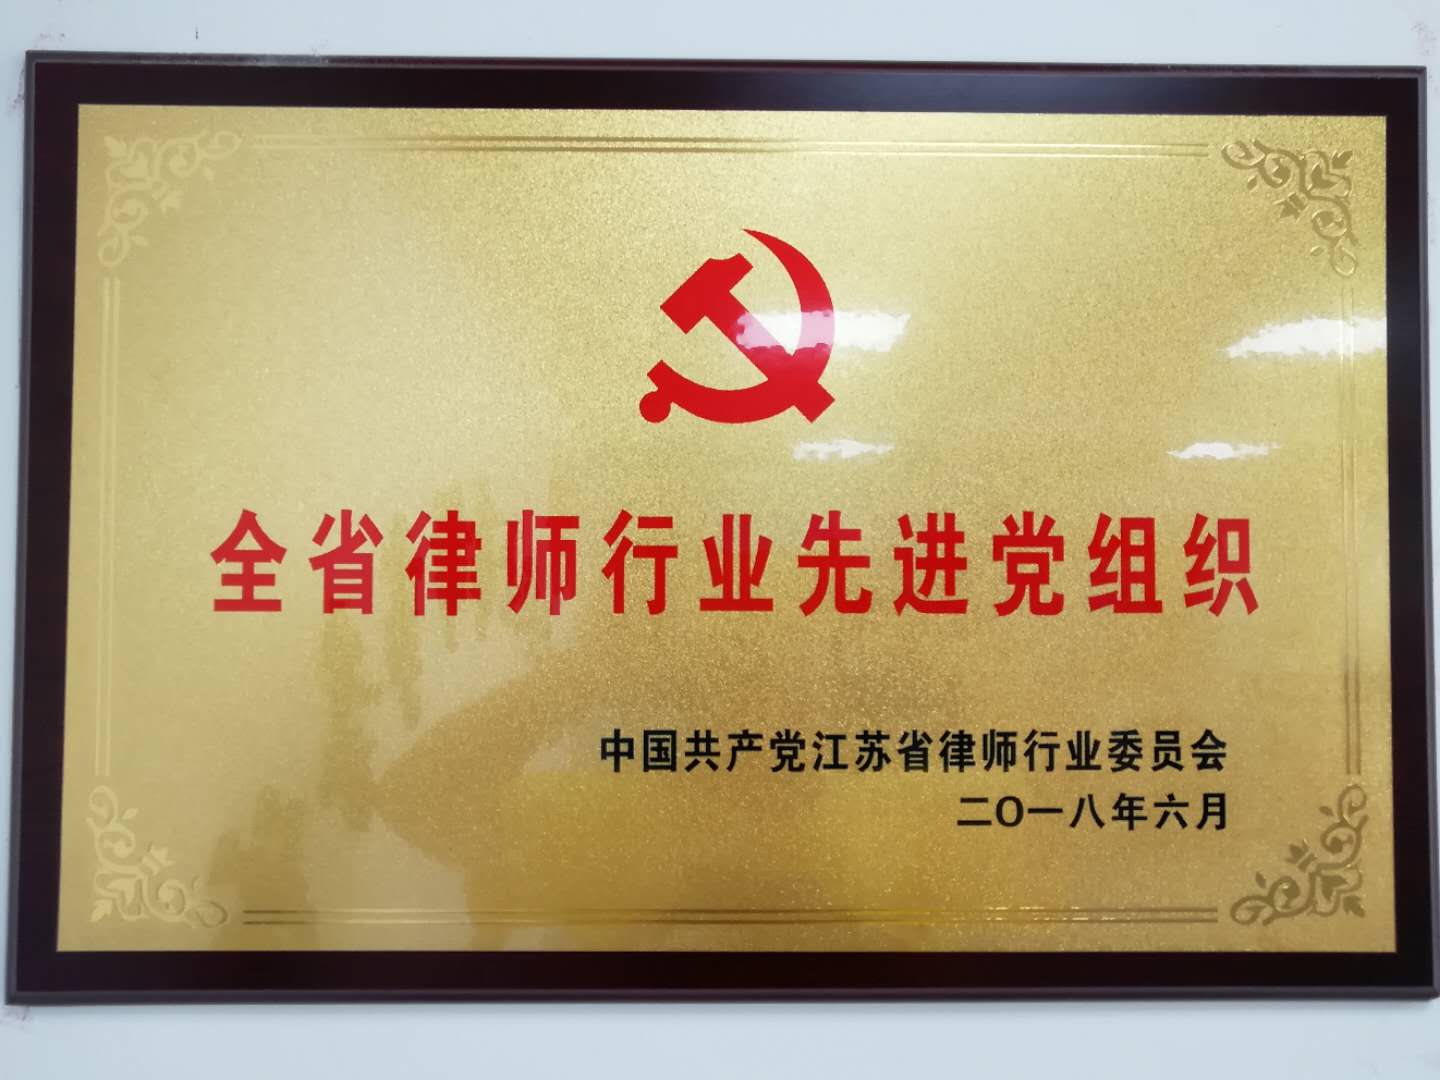 全省律师行业先进党组织
中国共产党江苏省律师行业委员会
二〇一八年六月